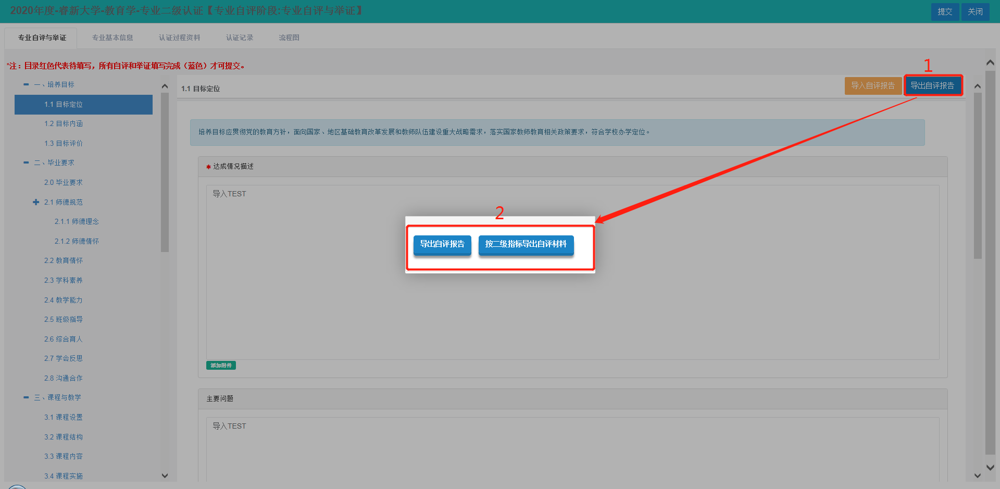 2020年度-睿新大学-教育学-专业二级认证【专业自评阶段:专业自评与举证】
提交
关闭
专业自评与举证
专业基本信息
认证过程资料
认证记录
流程图
*注：目录红色代表待填写，所有自评和举证填写完成（蓝色）才可提交。
1
一、培养目标
1.1 目标定位
1.2 目标内涵
1.3 目标评价
二、毕业要求
2.0 毕业要求
2.1 师德规范
2.1.1 师德理念
2.1.2 师德情怀
2.2 教育情怀
2.3 学科素养
2.4 教学能力
2.5 班级指导
2.6 综合育人
2.7 学会反思
2.8 沟通合作
三、课程与教学
3.1 课程设置
3.2 课程结构
3.3 课程内容
3.4 课程实施
1.1 目标定位
导入自评报告
导出自评报告
培养目标应贯彻党的教育方针，面向国家、地区基础教育改革发展和教师队伍建设重大战略需求，落实国家教师教育相关政策要求，符合学校办学定位。
✱ 达成情况描述
导入TEST
2
导出自评报告
按二级指标导出自评材料
添加附件
主要问题
导入TEST